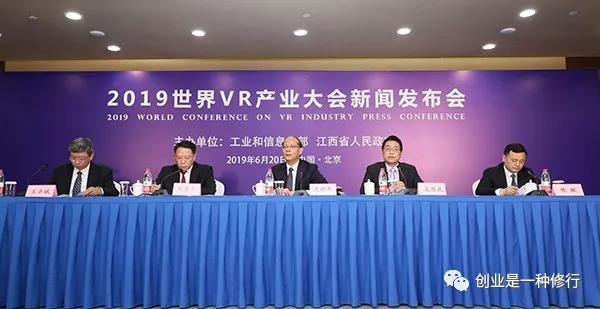 2019世界VR产业大会新闻发布会
2019 WORLD CONFERENCE ON VR INDUSTRY PRESS CONFERENCE
主办单位：工业和信息 部 江西省人民政
2019年6月20 中国·北京
创业是一种修行